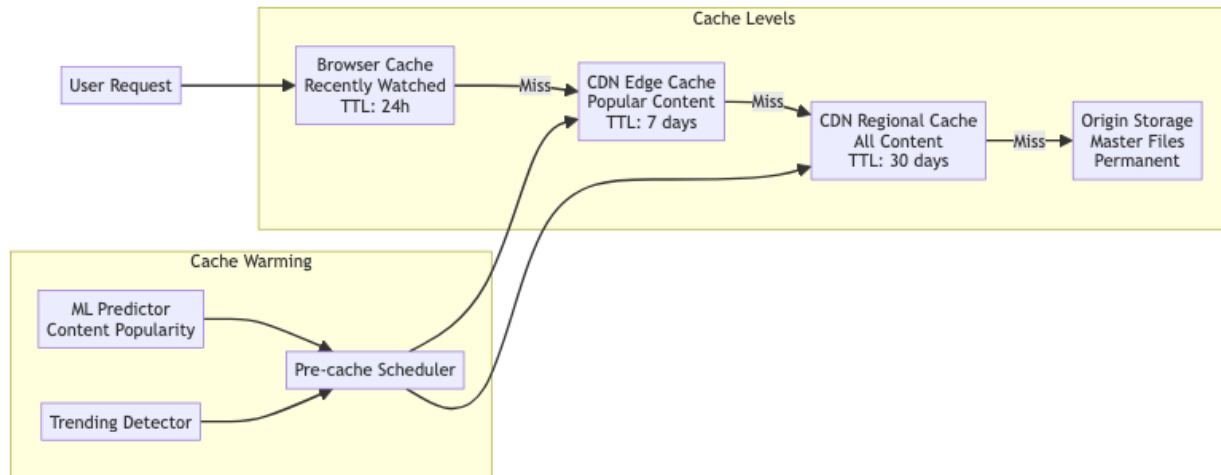 Cache Levels
User Request
Browser Cache
Recently Watched
TTL: 24h
Miss
CDN Edge Cache
Popular Content
TTL: 7 days
Miss
CDN Regional Cache
All Content
TTL: 30 days
Miss
Origin Storage
Master Files
Permanent
Cache Warming
ML Predictor
Content Popularity
Pre-cache Scheduler
Trending Detector